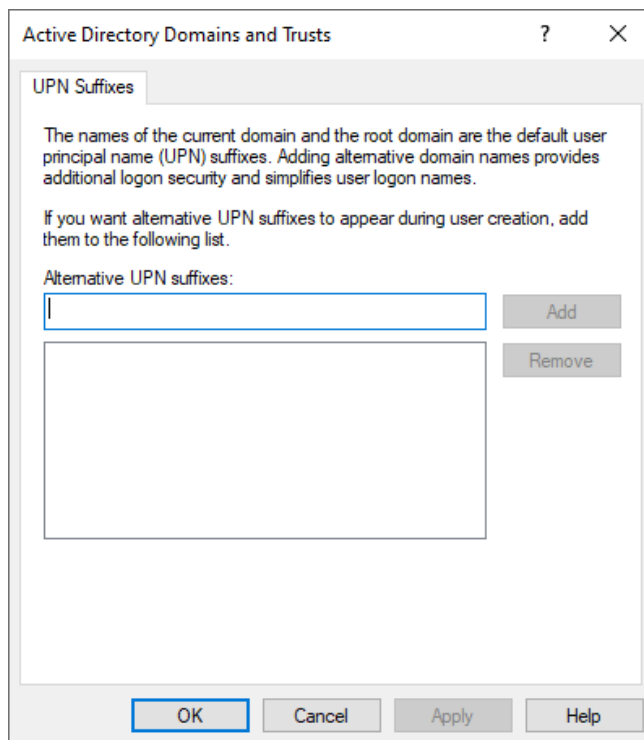 Active Directory Domains and Trusts
?
UPN Suffixes
The names of the current domain and the root domain are the default user
principal name (UPN) suffixes. Adding alternative domain names provides
additional logon security and simplifies user logon names.
If you want alternative UPN suffixes to appear during user creation, add
them to the following list.
Alternative UPN suffixes:
Add
Remove
OK
Cancel
Apply
Help